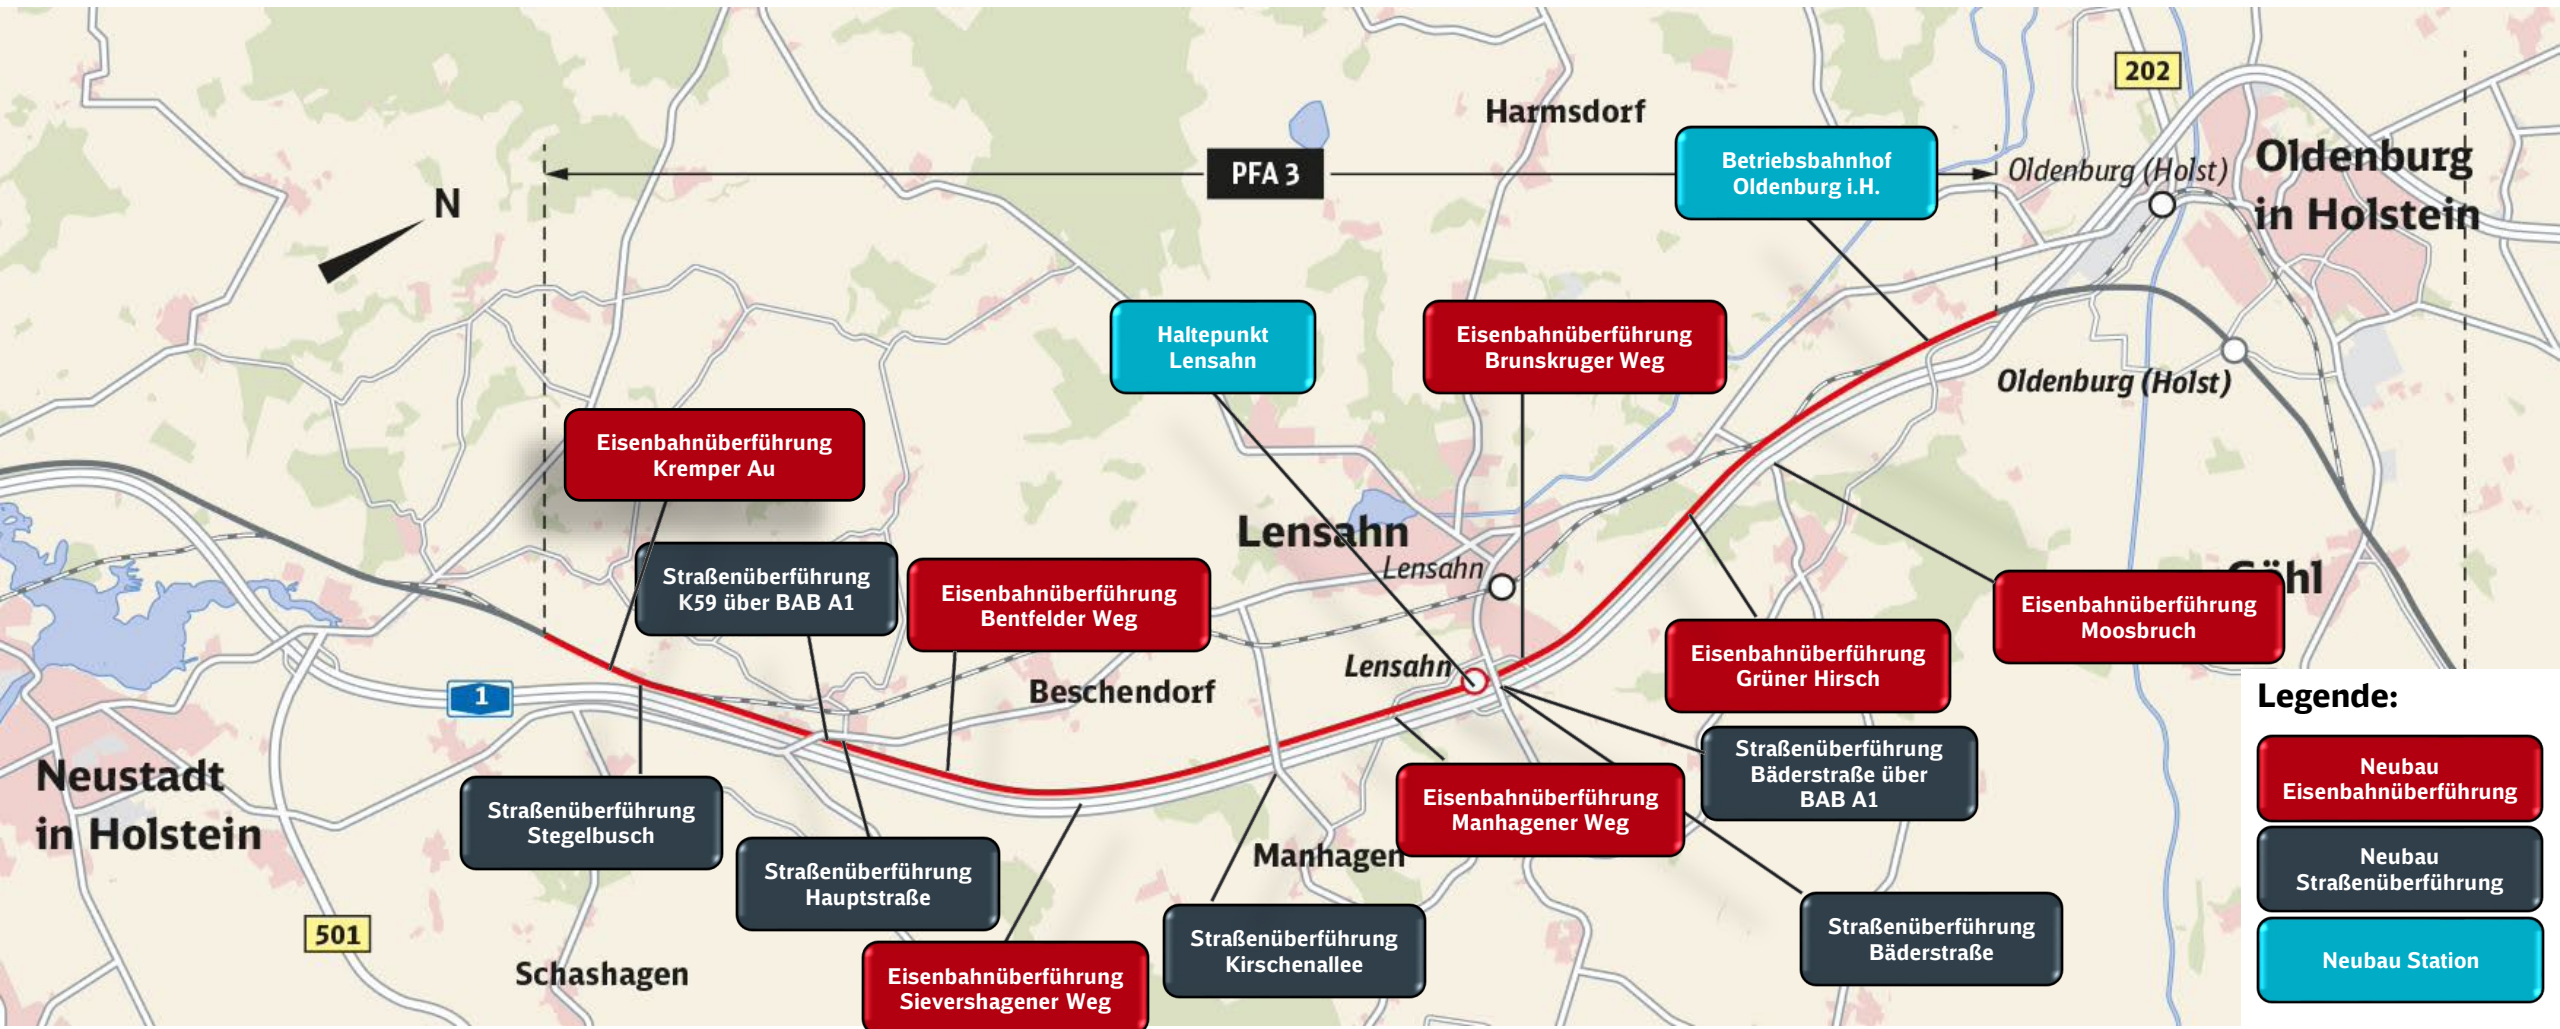 202
Harmsdorf
PFA 3
Betriebsbahnhof
Oldenburg i.H.
Oldenburg (Holst)
Oldenburg
in Holstein
N
Haltepunkt
Lensahn
Eisenbahnüberführung
Brunskruger Weg
Oldenburg (Holst)
Eisenbahnüberführung
Kremper Au
Lensahn
Lensahn
Straßenüberführung
K59 über BAB A1
Eisenbahnüberführung
Bentfelder Weg
Eisenbahnüberführung
Moosbruch
Eisenbahnüberführung
Grüner Hirsch
Lensahn
Beschendorf
1
Legende:
Neustadt
in Holstein
Straßenüberführung
Stegelbusch
Straßenüberführung
Bäderstraße über
BAB A1
Eisenbahnüberführung
Manhagener Weg
Neubau
Eisenbahnüberführung
Straßenüberführung
Hauptstraße
Manhagen
Neubau
Straßenüberführung
501
Schashagen
Eisenbahnüberführung
Sievershagener Weg
Straßenüberführung
Kirschenallee
Straßenüberführung
Bäderstraße
Neubau Station